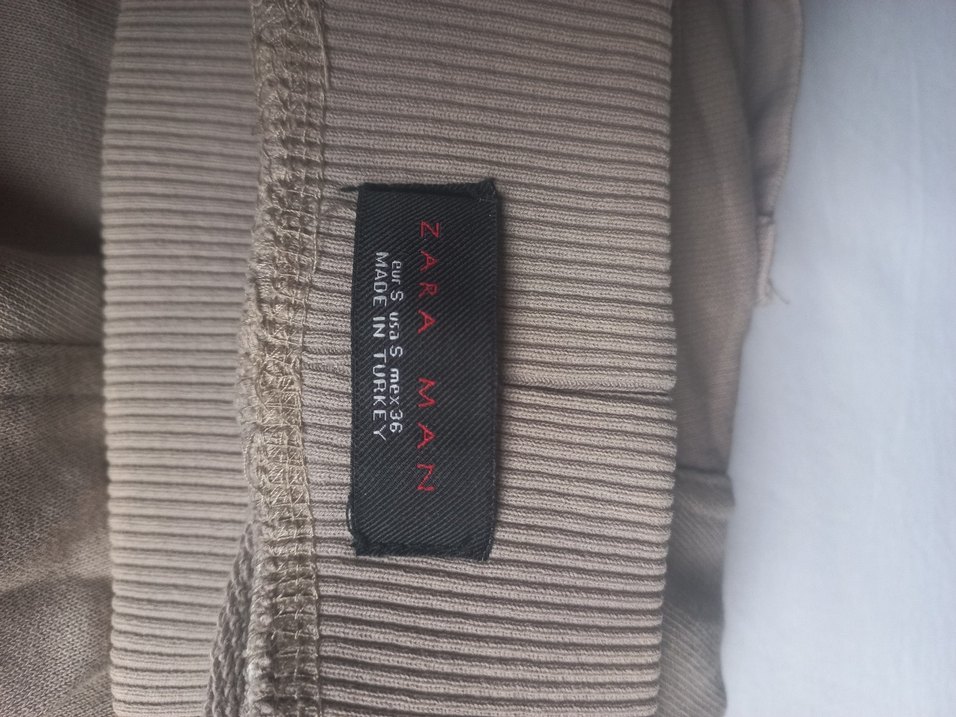 ZARA MAN
eur S usa S mex 36
MADE IN TURKEY